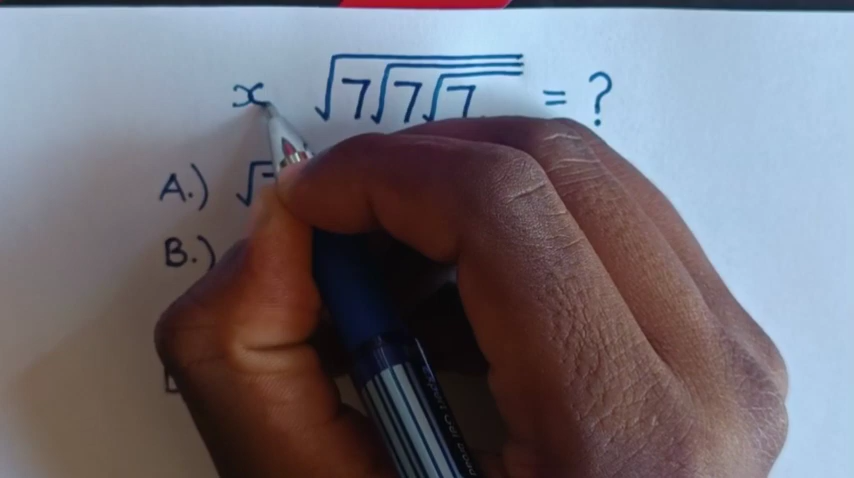 x √7√7√7 = ?
A.) √
B.)